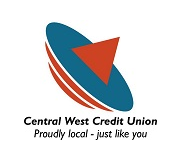 Central West Credit Union
Proudly local - just like you